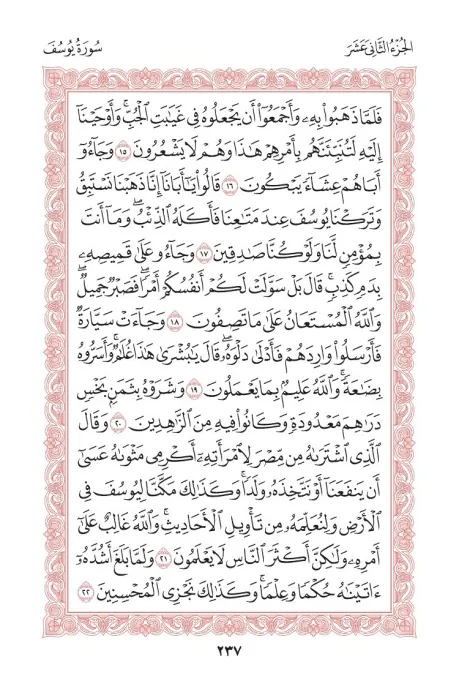 الجُزْءُ الثَّانِي عَشَرَ
سُورَةُ يُوسُفَ
فَلَمَّا ذَهَبُوا۟ بِهِۦ وَأَجْمَعُوٓا۟ أَن يَجْعَلُوهُ فِى غَيَٰبَتِ ٱلْجُبِّ ۚ وَأَوْحَيْنَآ
إِلَيْهِ لَتُنَبِّئَنَّهُم بِأَمْرِهِمْ هَٰذَا وَهُمْ لَا يَشْعُرُونَ ١٥ وَجَآءُوٓ
أَبَاهُمْ عِشَآءً يَبْكُونَ ١٦ قَالُوا۟ يَٰٓأَبَانَآ إِنَّا ذَهَبْنَا نَسْتَبِقُ
وَتَرَكْنَا يُوسُفَ عِندَ مَتَٰعِنَا فَأَكَلَهُ ٱلذِّئْبُ ۖ وَمَآ أَنتَ
بِمُؤْمِنٍ لَّنَا وَلَوْ كُنَّا صَٰدِقِينَ ١٧ وَجَآءُو عَلَىٰ قَمِيصِهِۦ
بِدَمٍ كَذِبٍ ۚ قَالَ بَلْ سَوَّلَتْ لَكُمْ أَنفُسُكُمْ أَمْرًا ۖ فَصَبْرٌ جَمِيلٌ ۖ
وَٱللَّهُ ٱلْمُسْتَعَانُ عَلَىٰ مَا تَصِفُونَ ١٨ وَجَآءَتْ سَيَّارَةٌ
فَأَرْسَلُوا۟ وَارِدَهُمْ فَأَدْلَىٰ دَلْوَهُۥ ۖ قَالَ يَٰبُشْرَىٰ هَٰذَا غُلَٰمٌ ۚ وَأَسَرُّوهُ
بِضَٰعَةً ۚ وَٱللَّهُ عَلِيمٌۢ بِمَا يَعْمَلُونَ ١٩ وَشَرَوْهُ بِثَمَنٍۭ بَخْسٍ
دَرَٰهِمَ مَعْدُودَةٍ وَكَانُوا۟ فِيهِ مِنَ ٱلزَّٰهِدِينَ ٢٠ وَقَالَ
ٱلَّذِى ٱشْتَرَىٰهُ مِن مِّصْرَ لِٱمْرَأَتِهِۦٓ أَكْرِمِى مَثْوَىٰهُ عَسَىٰٓ
أَن يَنفَعَنَآ أَوْ نَتَّخِذَهُۥ وَلَدًا ۚ وَكَذَٰلِكَ مَكَّنَّا لِيُوسُفَ فِى
ٱلْأَرْضِ وَلِنُعَلِّمَهُۥ مِن تَأْوِيلِ ٱلْأَحَادِيثِ ۚ وَٱللَّهُ غَالِبٌ عَلَىٰٓ
أَمْرِهِۦ وَلَٰكِنَّ أَكْثَرَ ٱلنَّاسِ لَا يَعْلَمُونَ ٢١ وَلَمَّا بَلَغَ أَشُدَّهُۥٓ
ءَاتَيْنَٰهُ حُكْمًا وَعِلْمًا ۚ وَكَذَٰلِكَ نَجْزِى ٱلْمُحْسِنِينَ ٢٢
٢٣٧